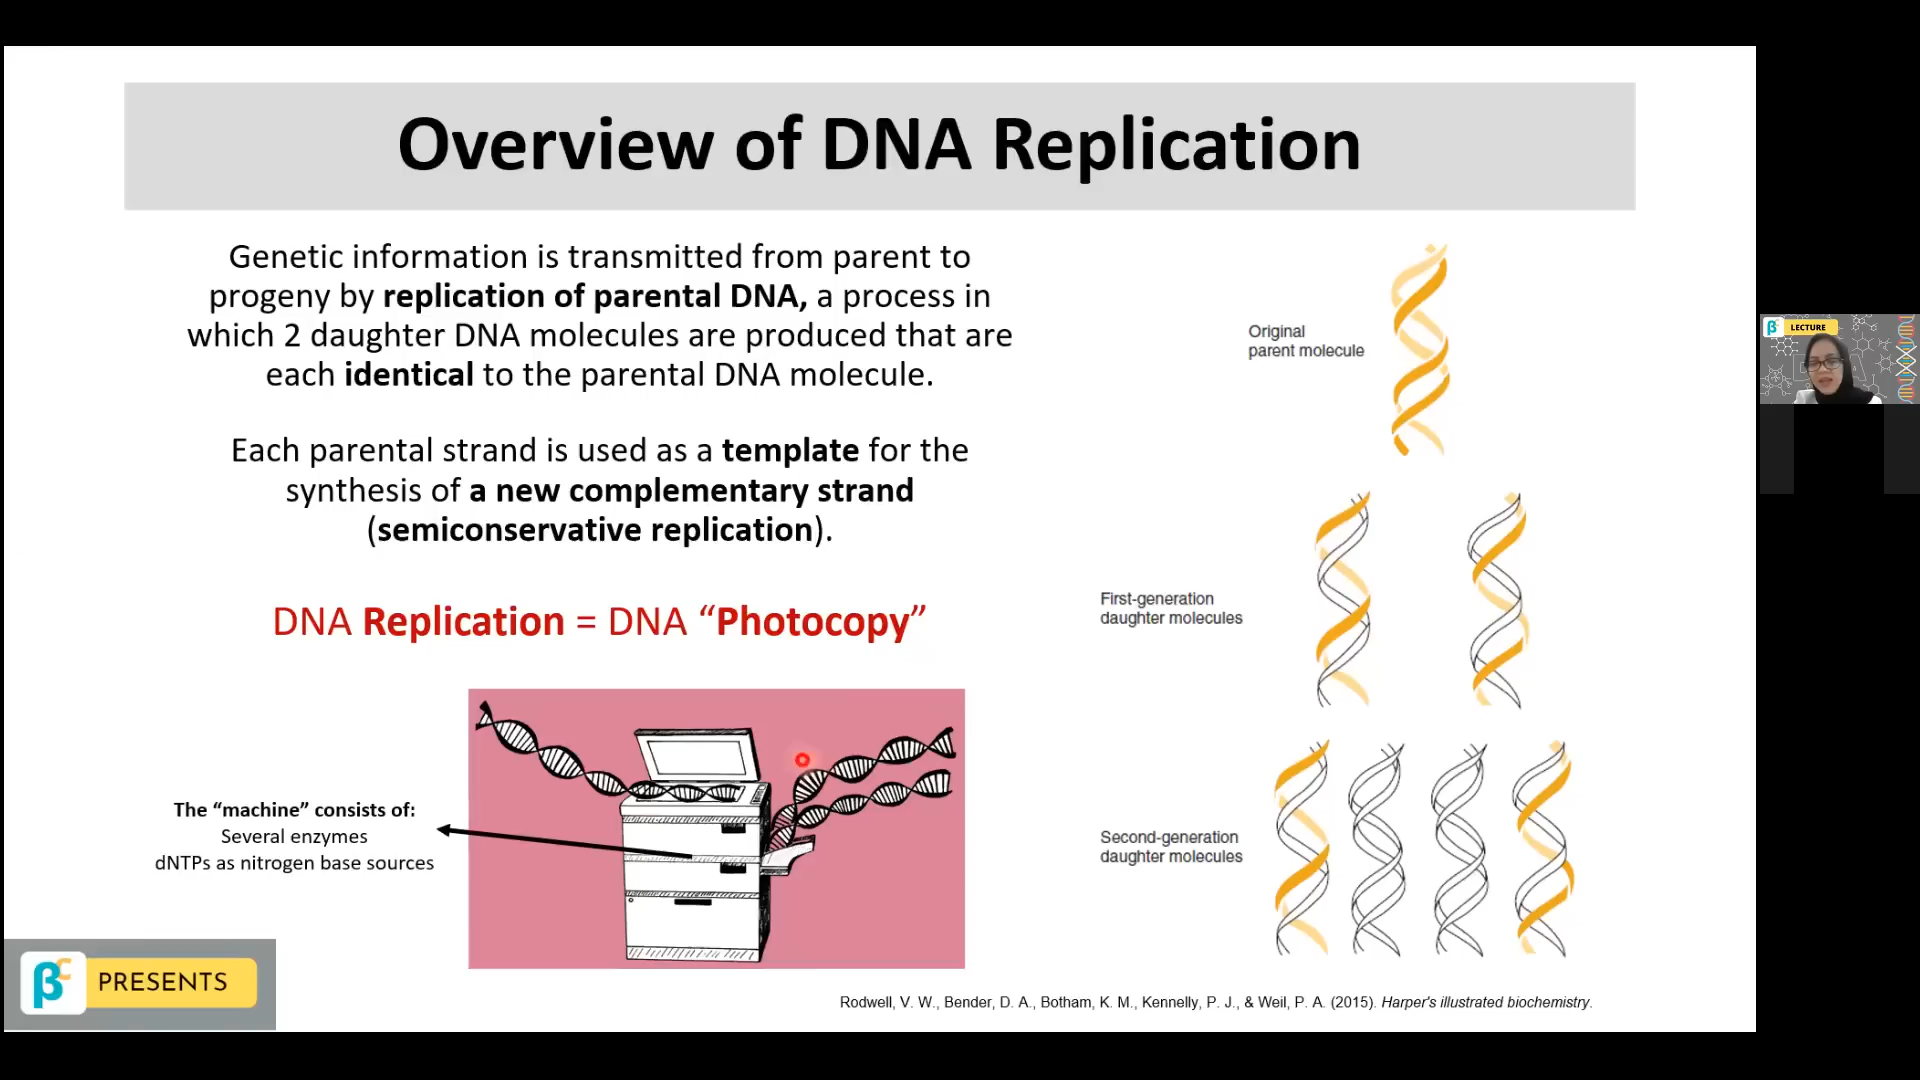 Overview of DNA Replication
Genetic information is transmitted from parent to
progeny by replication of parental DNA, a process in
which 2 daughter DNA molecules are produced that are
each identical to the parental DNA molecule.
Each parental strand is used as a template for the
synthesis of a new complementary strand
(semiconservative replication).
DNA Replication = DNA “Photocopy”
The “machine” consists of:
Several enzymes
dNTPs as nitrogen base sources
Original
parent molecule
First-generation
daughter molecules
Second-generation
daughter molecules
Rodwell, V. W., Bender, D. A., Botham, K. M., Kennelly, P. J., & Weil, P. A. (2015). Harper's illustrated biochemistry.
βc PRESENTS
βc LECTURE